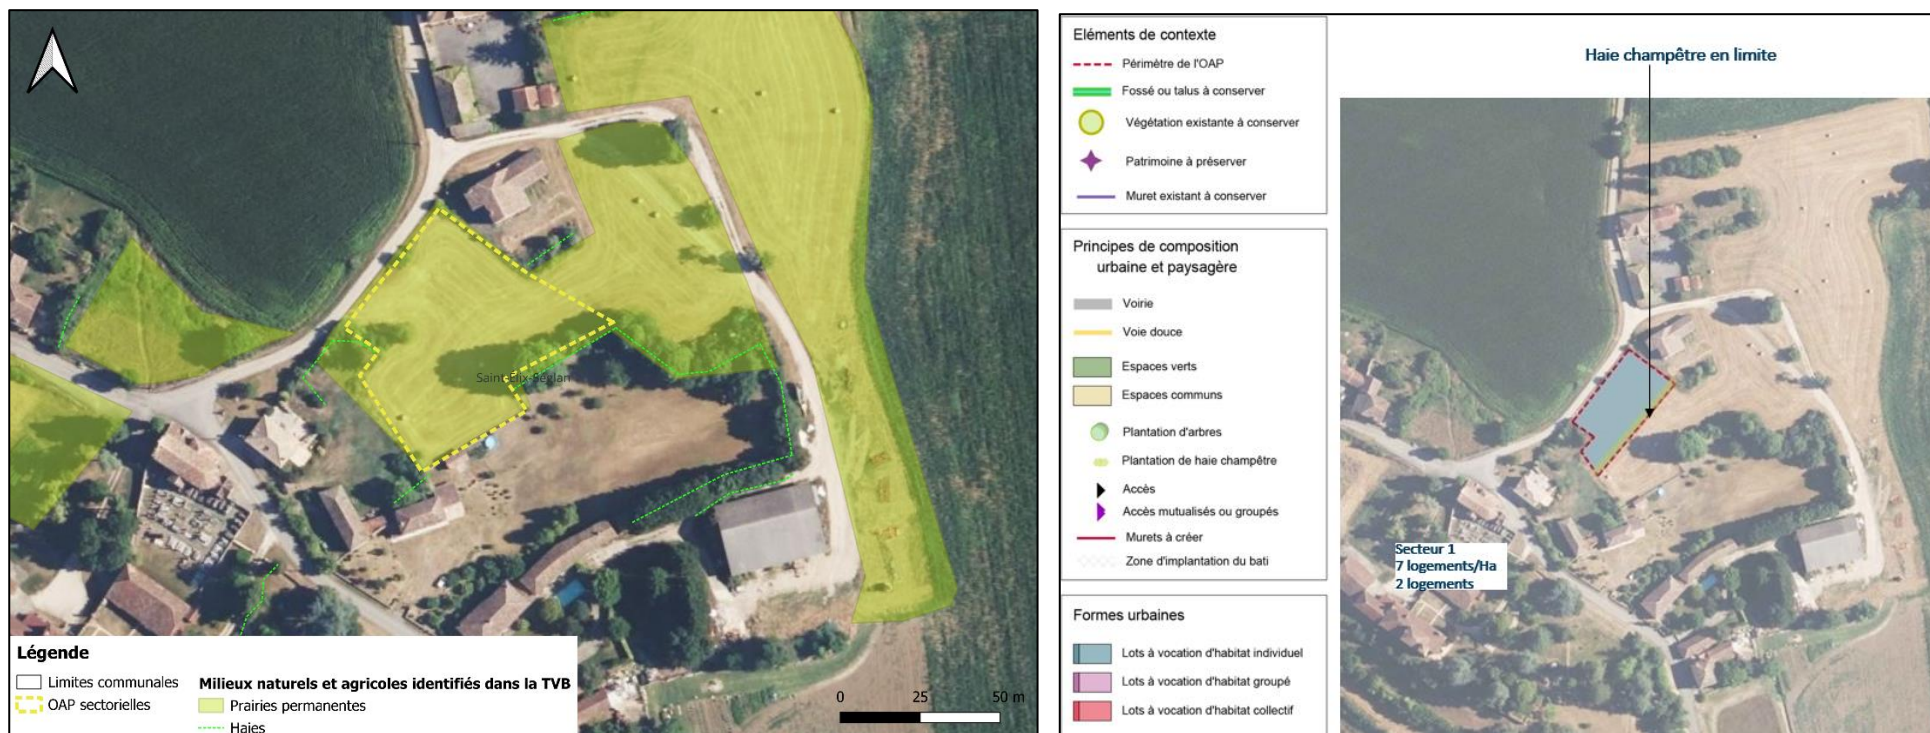 Saint-Elix-Séglan
Légende
Limites communales
OAP sectorielles
Milieux naturels et agricoles identifiés dans la TVB
Prairies permanentes
Haies
0 25 50 m
Eléments de contexte
Périmètre de l'OAP
Fossé ou talus à conserver
Végétation existante à conserver
Patrimoine à préserver
Muret existant à conserver
Principes de composition
urbaine et paysagère
Voirie
Voie douce
Espaces verts
Espaces communs
Plantation d'arbres
Plantation de haie champêtre
Accès
Accès mutualisés ou groupés
Murets à créer
Zone d'implantation du bati
Formes urbaines
Lots à vocation d'habitat individuel
Lots à vocation d'habitat groupé
Lots à vocation d'habitat collectif
Haie champêtre en limite
Secteur 1
7 logements/Ha
2 logements